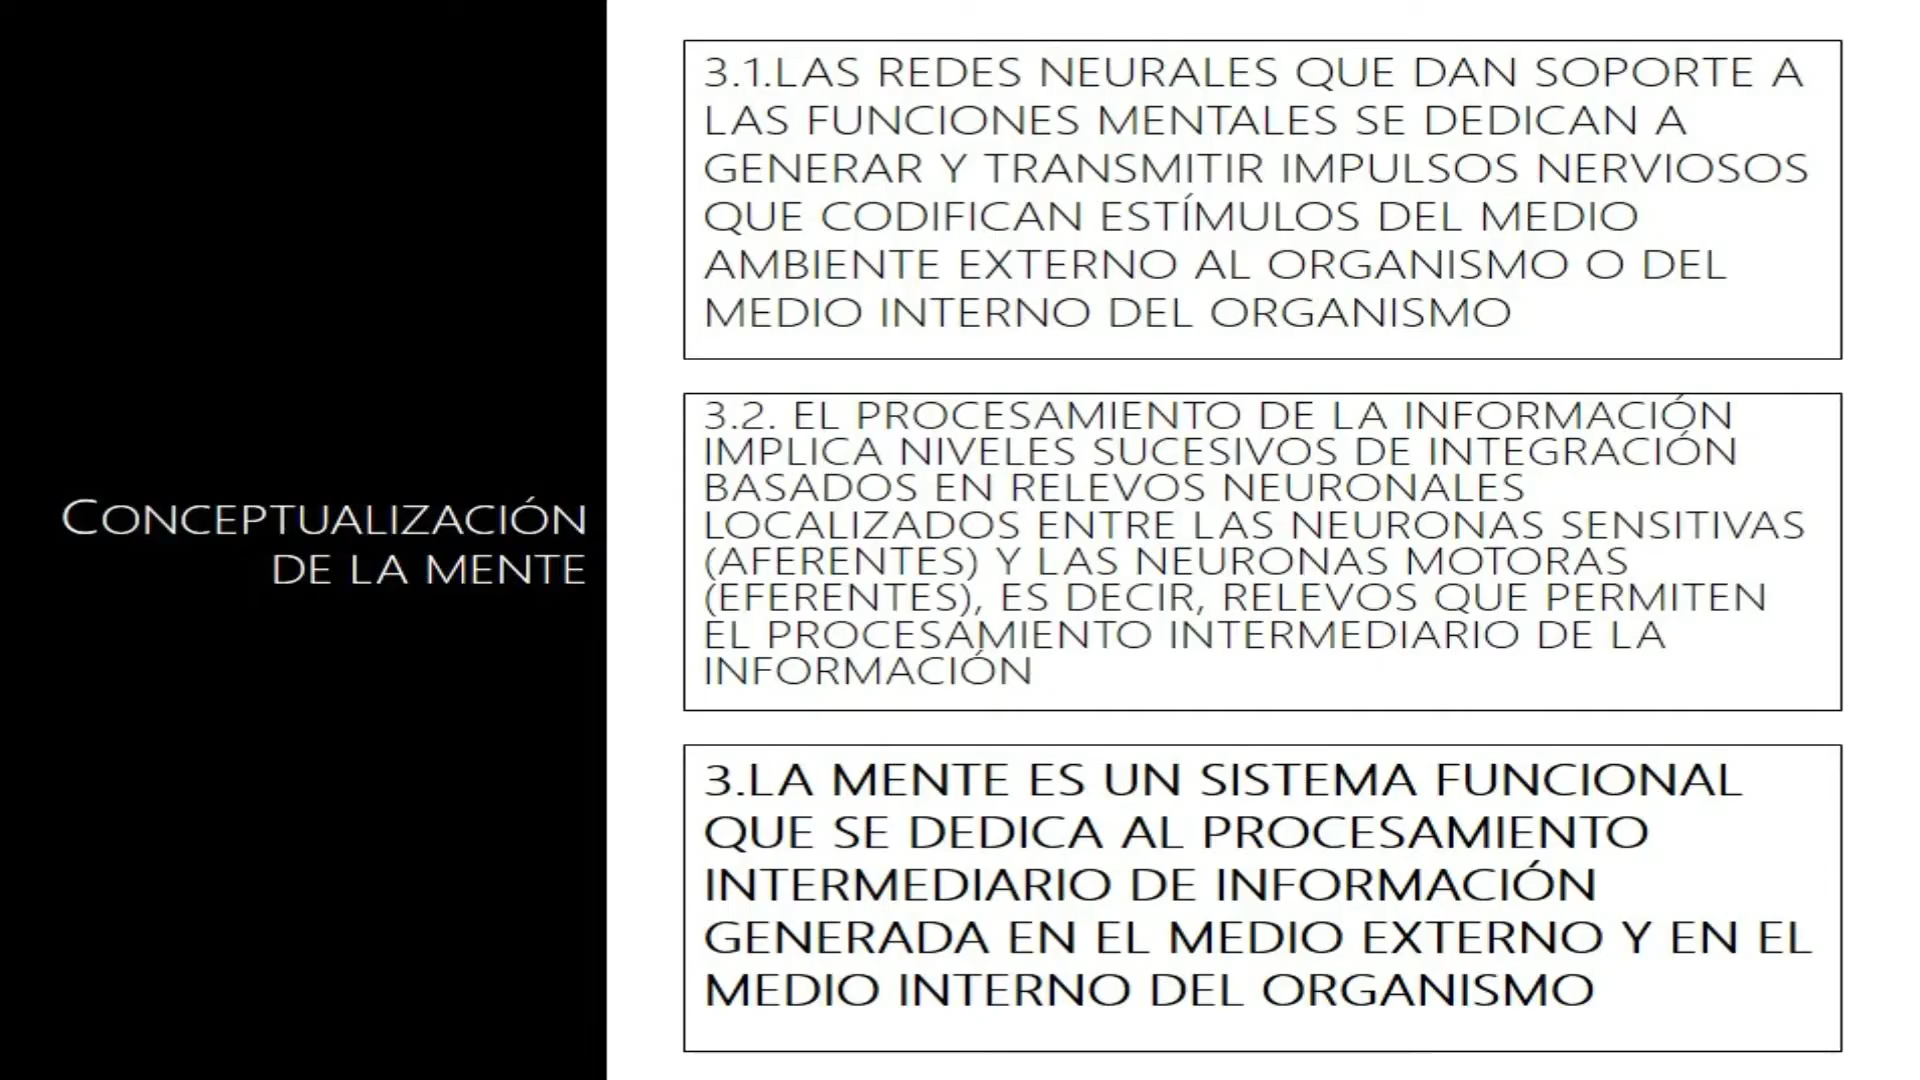 CONCEPTUALIZACIÓN
DE LA MENTE
3.1.LAS REDES NEURALES QUE DAN SOPORTE A
LAS FUNCIONES MENTALES SE DEDICAN A
GENERAR Y TRANSMITIR IMPULSOS NERVIOSOS
QUE CODIFICAN ESTÍMULOS DEL MEDIO
AMBIENTE EXTERNO AL ORGANISMO O DEL
MEDIO INTERNO DEL ORGANISMO
3.2. EL PROCESAMIENTO DE LA INFORMACIÓN
IMPLICA NIVELES SUCESIVOS DE INTEGRACIÓN
BASADOS EN RELEVOS NEURONALES
LOCALIZADOS ENTRE LAS NEURONAS SENSITIVAS
(AFERENTES) Y LAS NEURONAS MOTORAS
(EFERENTES), ES DECIR, RELEVOS QUE PERMITEN
EL PROCESAMIENTO INTERMEDIARIO DE LA
INFORMACIÓN
3.LA MENTE ES UN SISTEMA FUNCIONAL
QUE SE DEDICA AL PROCESAMIENTO
INTERMEDIARIO DE INFORMACIÓN
GENERADA EN EL MEDIO EXTERNO Y EN EL
MEDIO INTERNO DEL ORGANISMO